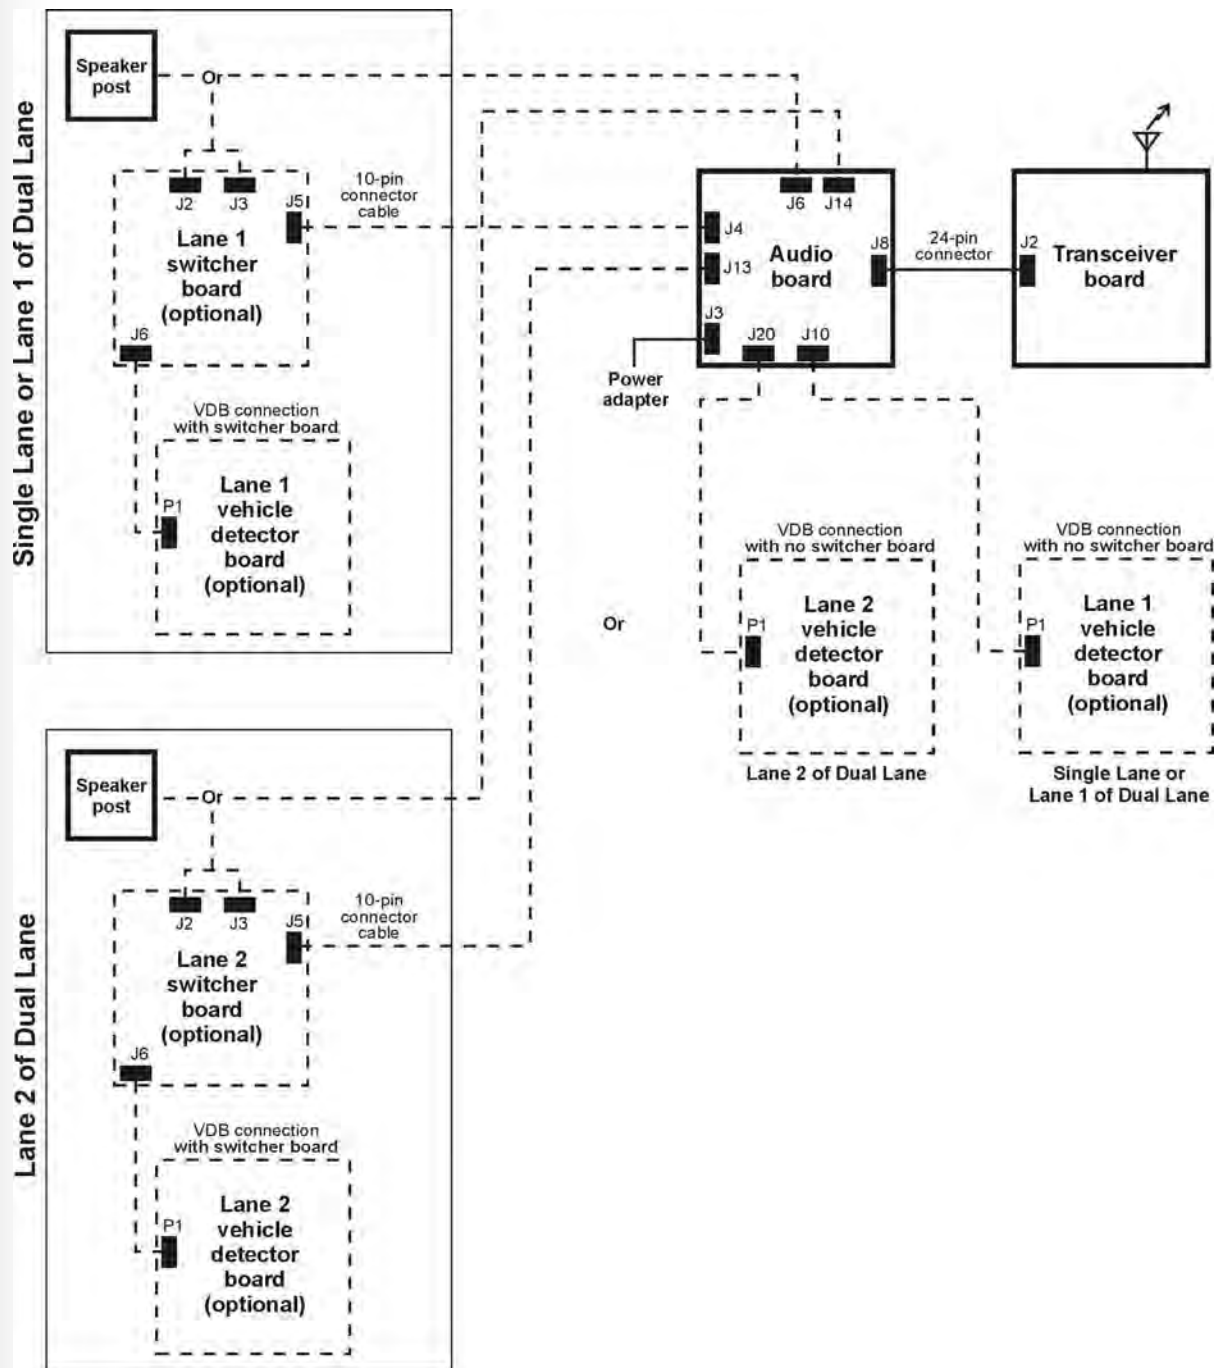 Single Lane or Lane 1 of Dual Lane
Speaker
post
Or
J2
J3
J5
10-pin
connector
cable
Lane 1
switcher
board
(optional)
J6
VDB connection
with switcher board
P1
Lane 1
vehicle
detector
board
(optional)
J6
J14
J4
J13
J3
Audio
board
J8
J20
J10
24-pin
connector
J2
Transceiver
board
Power
adapter
Or
VDB connection
with no switcher board
P1
Lane 2
vehicle
detector
board
(optional)
Lane 2 of Dual Lane
VDB connection
with no switcher board
P1
Lane 1
vehicle
detector
board
(optional)
Single Lane or
Lane 1 of Dual Lane
Lane 2 of Dual Lane
Speaker
post
Or
J2
J3
J5
10-pin
connector
cable
Lane 2
switcher
board
(optional)
J6
VDB connection
with switcher board
P1
Lane 2
vehicle
detector
board
(optional)